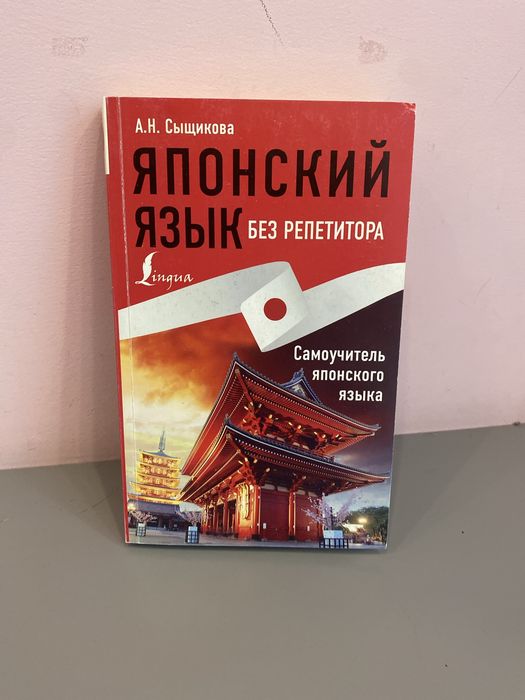 А.Н. Сыщикова
ЯПОНСКИЙ
ЯЗЫК БЕЗ РЕПЕТИТОРА
Lingua
Самоучитель
японского
языка